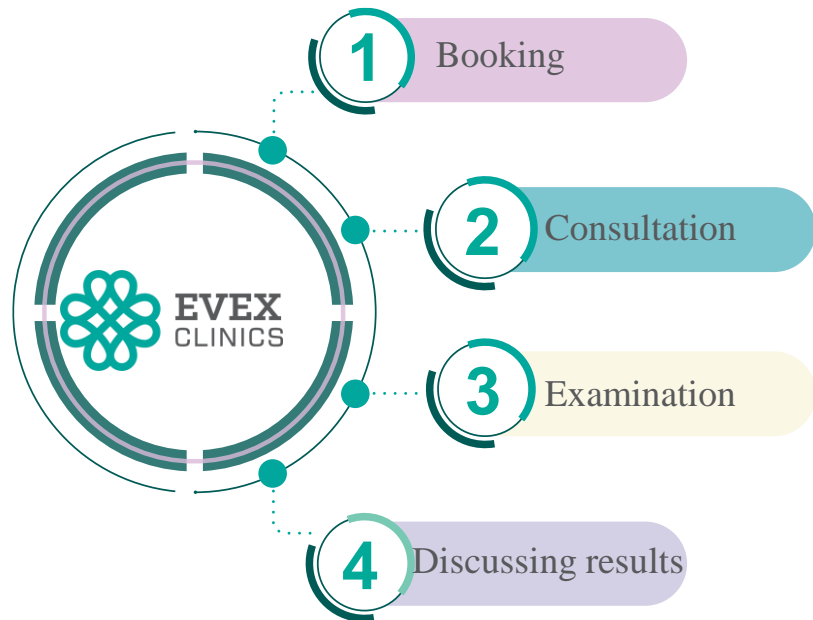 1
Booking
2
Consultation
EVEX
CLINICS
3
Examination
4
Discussing results